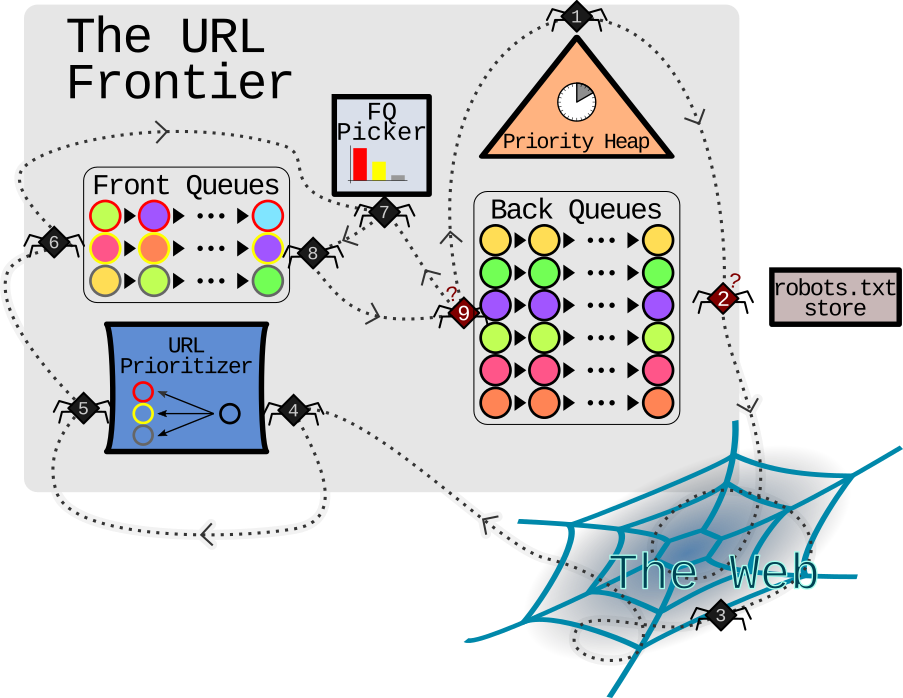 The URL
Frontier
1
Priority Heap
FQ
Picker
Front Queues
7
6
8
Back Queues
?
9
?
2
robots.txt
store
URL
Prioritizer
5
4
The Web
3